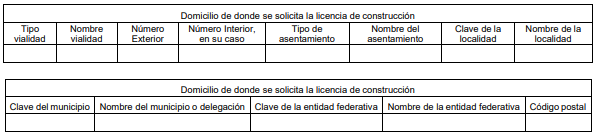 Domicilio de donde se solicita la licencia de construcción
Tipo vialidad Nombre vialidad Número Exterior Número Interior, en su caso Tipo de asentamiento Nombre del asentamiento Clave de la localidad Nombre de la localidad
Domicilio de donde se solicita la licencia de construcción
Clave del municipio Nombre del municipio o delegación Clave de la entidad federativa Nombre de la entidad federativa Código postal